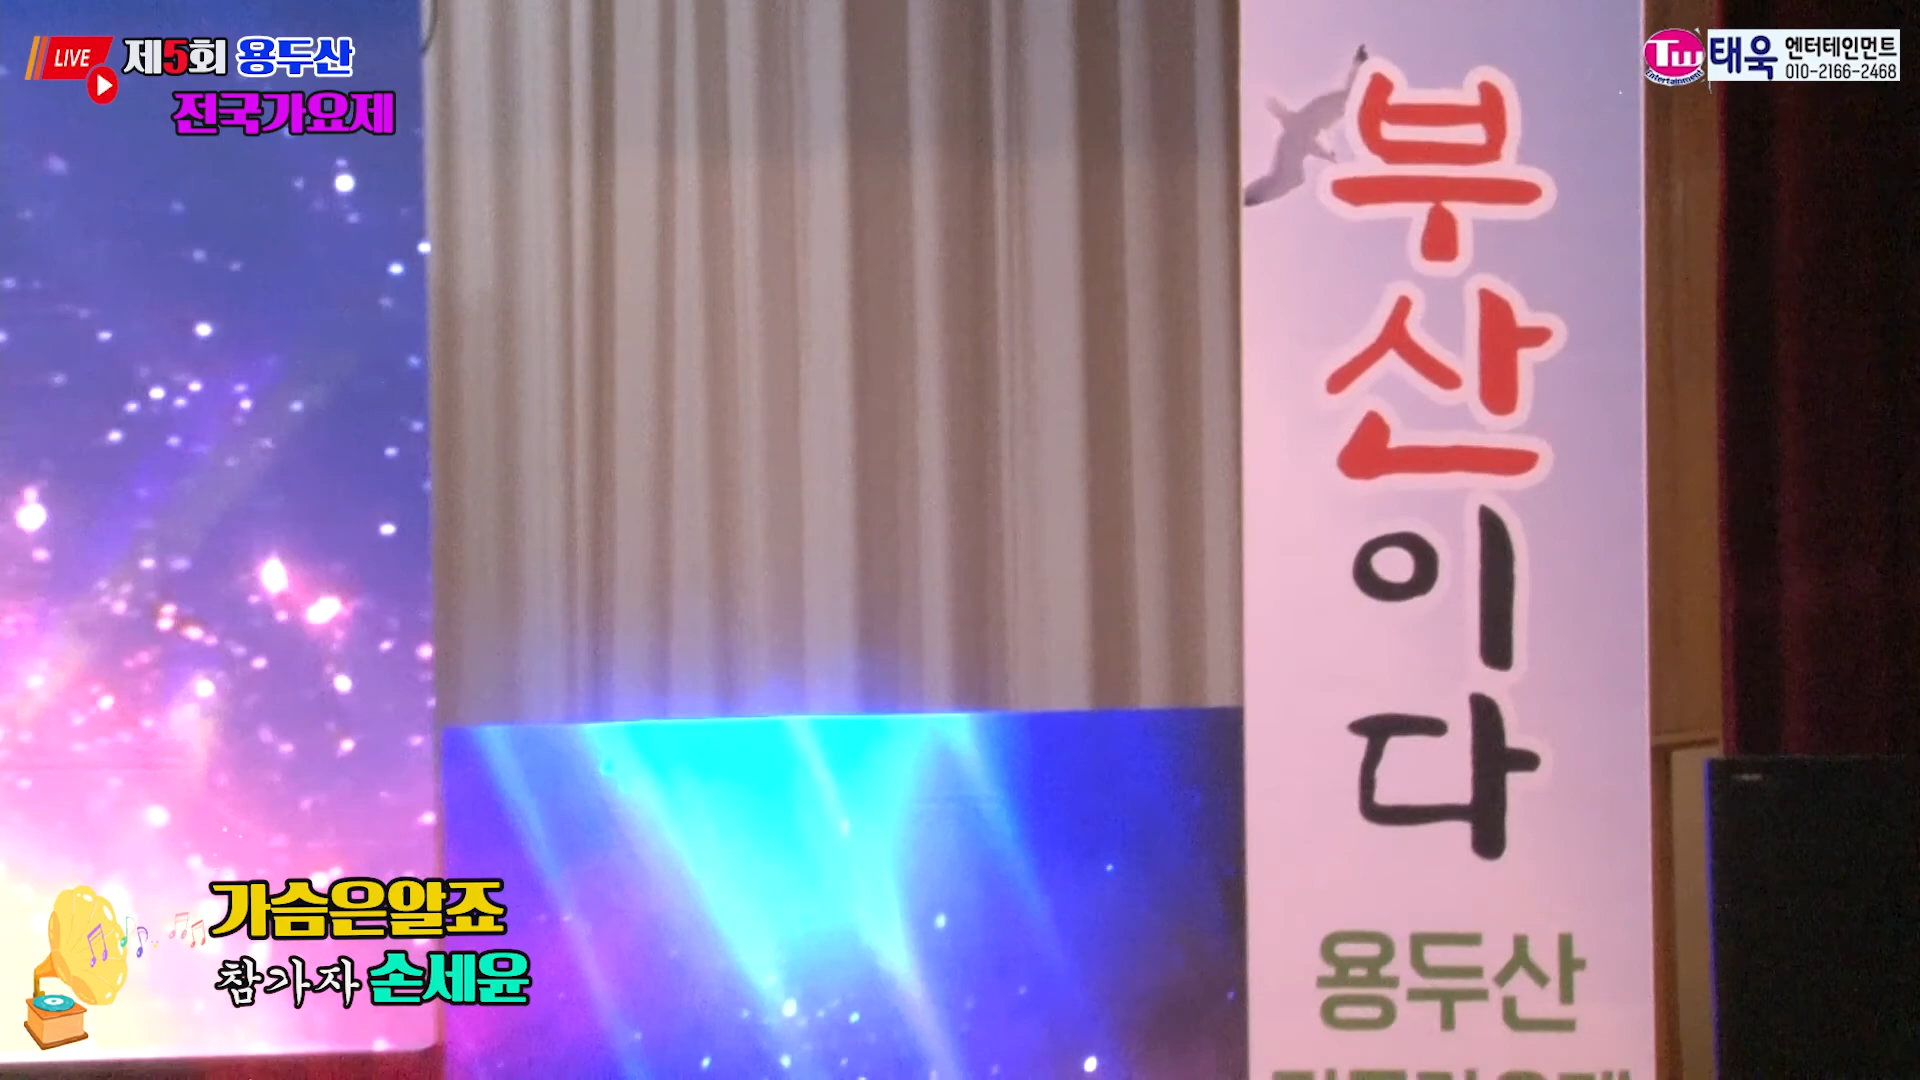 LIVE
제5회 용두산
전국가요제
Tw
Entertainment
태욱 엔터테인먼트
010-2166-2468
부산이다
용두산
가슴은알죠
참가자 손세윤